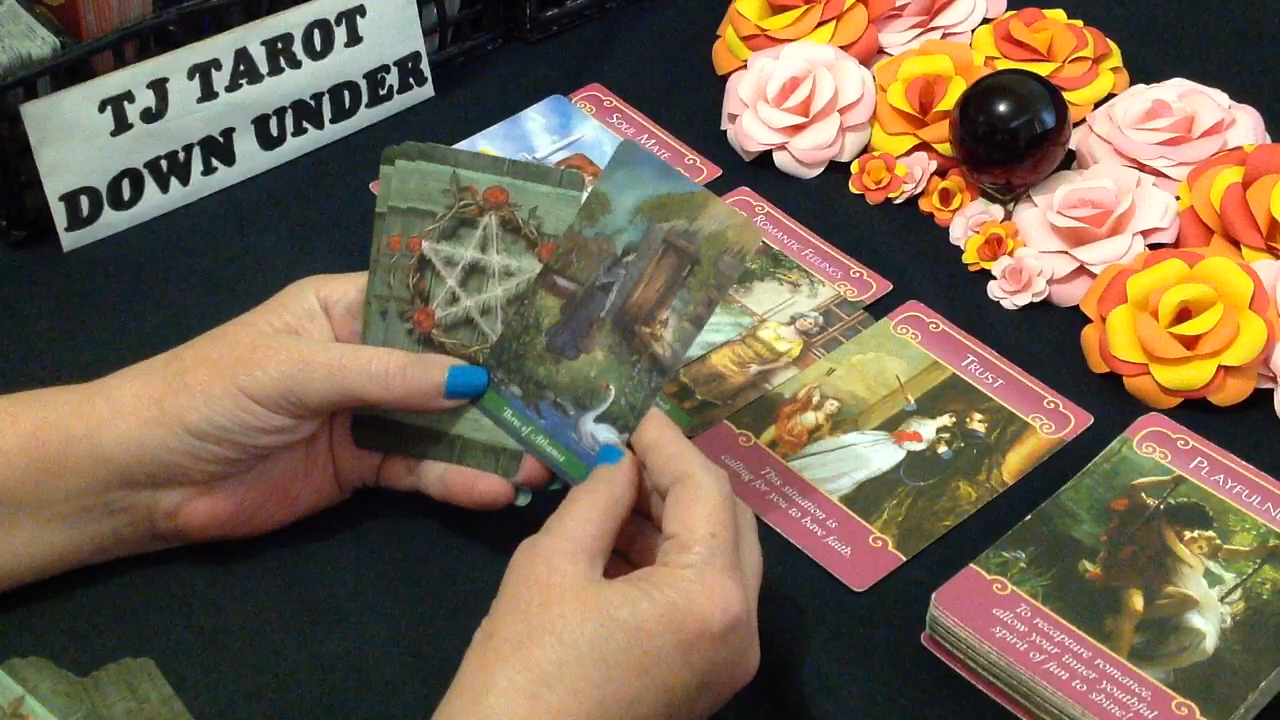 TJ TAROT
DOWN UNDER
SOUL MATE
ROMANTIC FEELINGS
TRUST
This situation is
calling for you to have faith.
Three of Athames
PLAYFULN
To recapture romance,
allow your inner youthful
spirit of fun to shine!